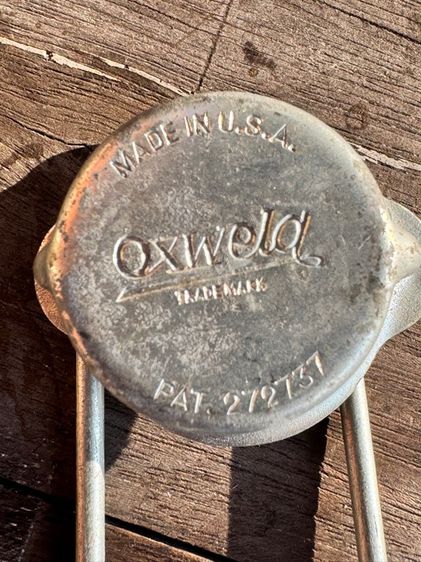 MADE IN U.S.A.
Oxweld
TRADE MARK
PAT. 272737